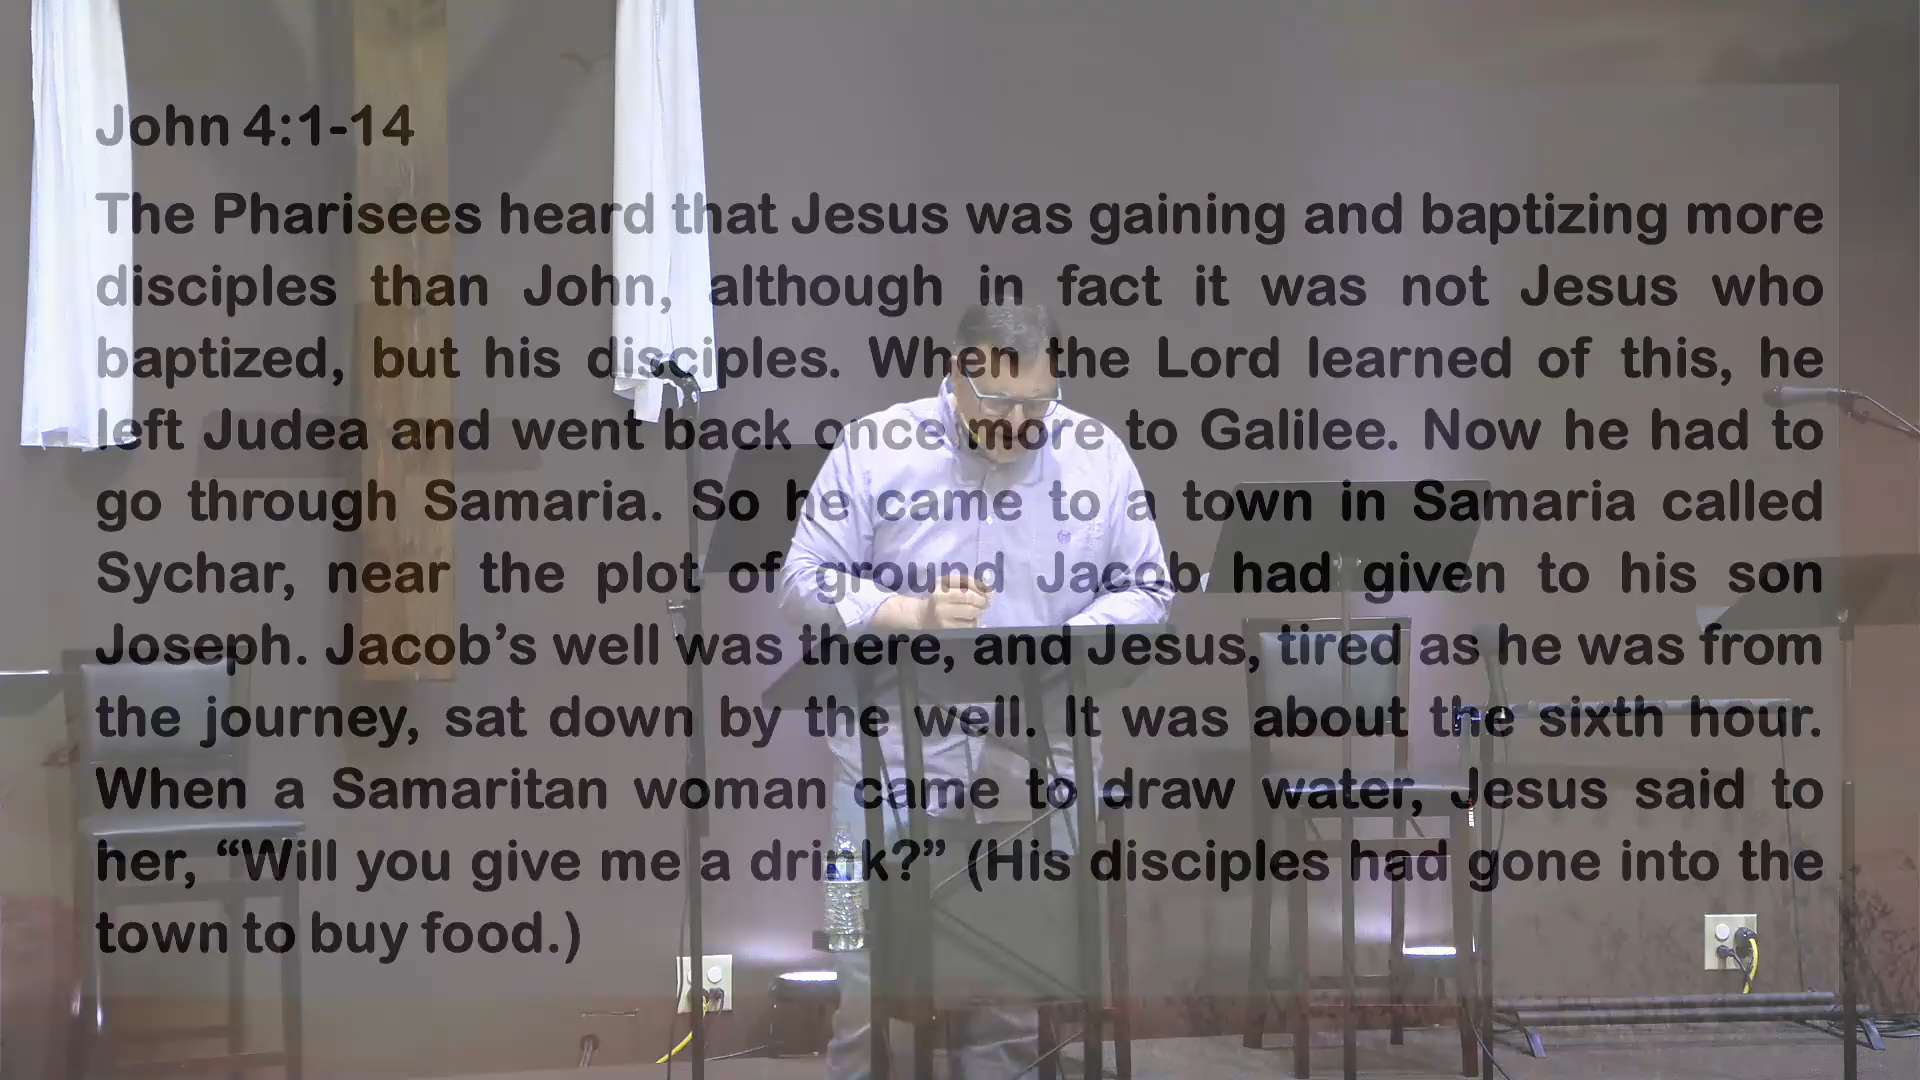 John 4:1-14
The Pharisees heard that Jesus was gaining and baptizing more
disciples than John, although in fact it was not Jesus who
baptized, but his disciples. When the Lord learned of this, he
left Judea and went back once more to Galilee. Now he had to
go through Samaria. So he came to a town in Samaria called
Sychar, near the plot of ground Jacob had given to his son
Joseph. Jacob’s well was there, and Jesus, tired as he was from
the journey, sat down by the well. It was about the sixth hour.
When a Samaritan woman came to draw water, Jesus said to
her, “Will you give me a drink?” (His disciples had gone into the
town to buy food.)